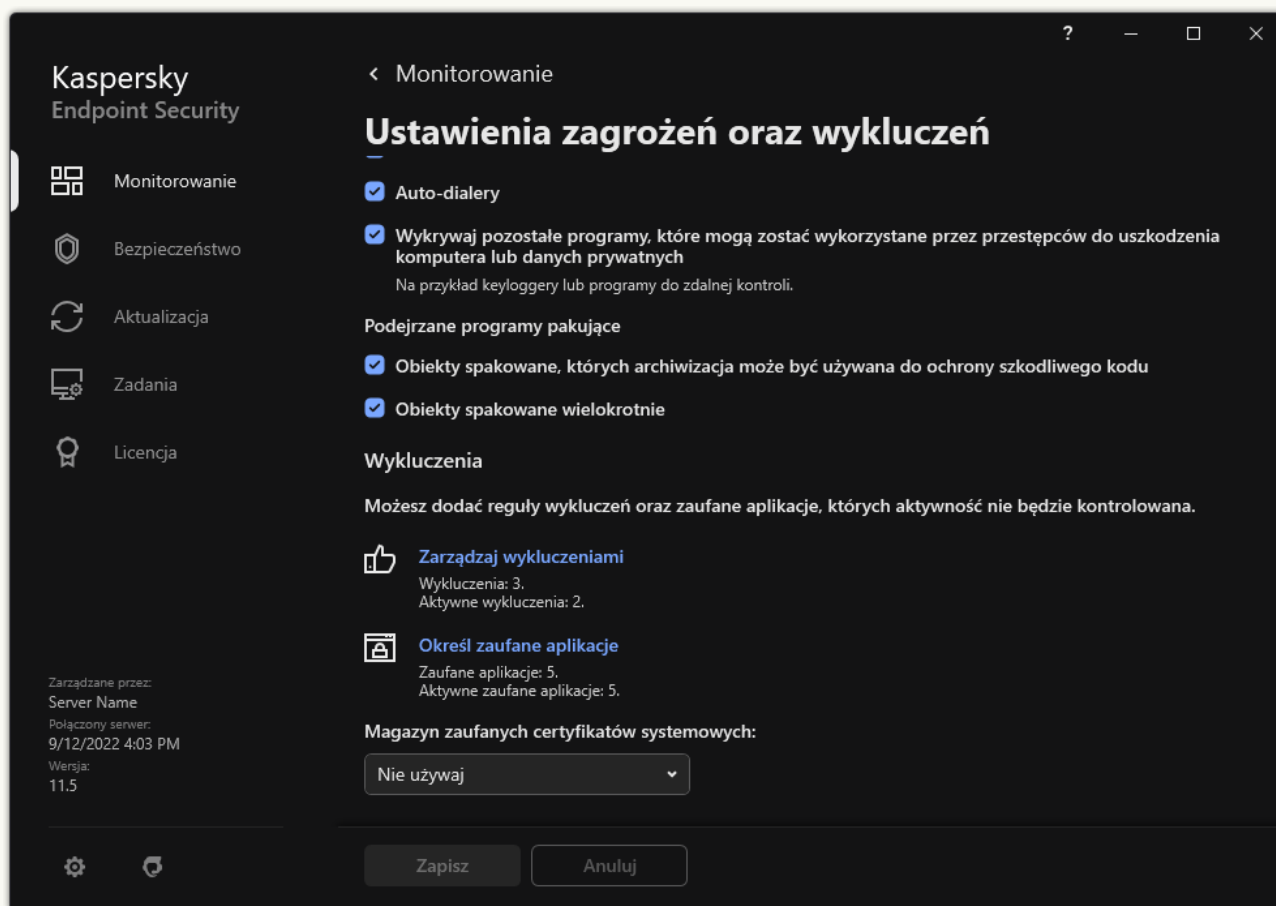 ?
Kaspersky
Endpoint Security
Monitorowanie
Bezpieczeństwo
Aktualizacja
Zadania
Licencja
Zarządzane przez:
Server Name
Połączony serwer:
9/12/2022 4:03 PM
Wersja:
11.5
Monitorowanie
Ustawienia zagrożeń oraz wykluczeń
Auto-dialery
Wykrywaj pozostałe programy, które mogą zostać wykorzystane przez przestępców do uszkodzenia
komputera lub danych prywatnych
Na przykład keyloggery lub programy do zdalnej kontroli.
Podejrzane programy pakujące
Obiekty spakowane, których archiwizacja może być używana do ochrony szkodliwego kodu
Obiekty spakowane wielokrotnie
Wykluczenia
Możesz dodać reguły wykluczeń oraz zaufane aplikacje, których aktywność nie będzie kontrolowana.
Zarządzaj wykluczeniami
Wykluczenia: 3.
Aktywne wykluczenia: 2.
Określ zaufane aplikacje
Zaufane aplikacje: 5.
Aktywne zaufane aplikacje: 5.
Magazyn zaufanych certyfikatów systemowych:
Nie używaj
Zapisz
Anuluj